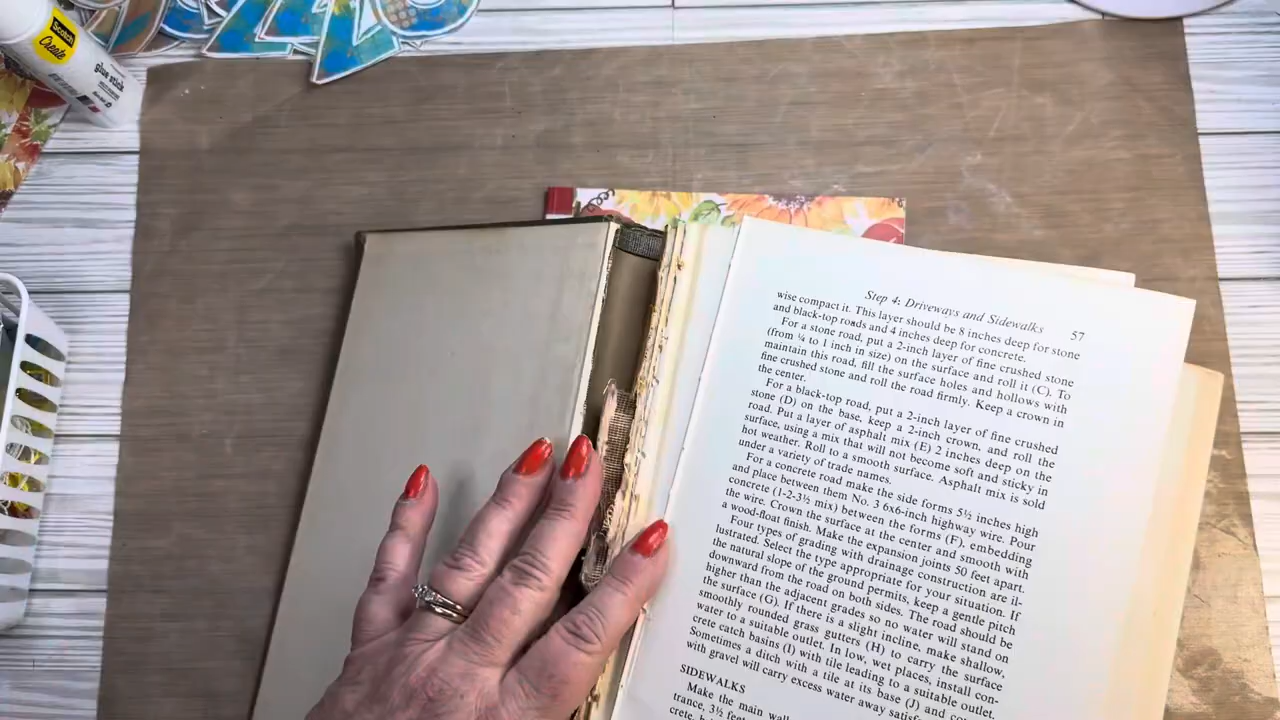 Scotch
Create
glue stick
Step 4: Driveways and Sidewalks 57
wise compact it. This layer should be 8 inches deep for stone
and black-top roads and 4 inches deep for concrete.
For a stone road, put a 2-inch layer of fine crushed stone
(from ¼ to 1 inch in size) on the surface and roll it (C). To
maintain this road, fill the surface holes and hollows with
fine crushed stone and roll the road firmly. Keep a crown in
the center.
For a black-top road, put a 2-inch layer of fine crushed
stone (D) on the base, keep a 2-inch crown, and roll the
road. Put a layer of asphalt mix (E) 2 inches deep on the
surface, using a mix that will not become soft and sticky in
hot weather. Roll to a smooth surface. Asphalt mix is sold
under a variety of trade names.
For a concrete road make the side forms 5½ inches high
and place between them No. 3 6x6-inch highway wire. Pour
concrete (1-2-3½ mix) between the forms (F), embedding
the wire. Crown the surface at the center and smooth with
a wood-float finish. Make the expansion joints 50 feet apart.
Four types of grading with drainage construction are il-
lustrated. Select the type appropriate for your situation. If
the natural slope of the ground permits, keep a gentle pitch
downward from the road on both sides. The road should be
higher than the adjacent grades so no water will stand on
the surface (G). If there is a slight incline, make shallow,
smoothly rounded grass gutters (H) to carry the surface
water to a suitable outlet. In low, wet places, install con-
crete catch basins (I) with tile leading to a suitable outlet.
Sometimes a ditch with a tile at its base (J) and co
with gravel will carry excess water away satisf
SIDEWALKS
Make the main wal
trance, 3½ feet
crete, b